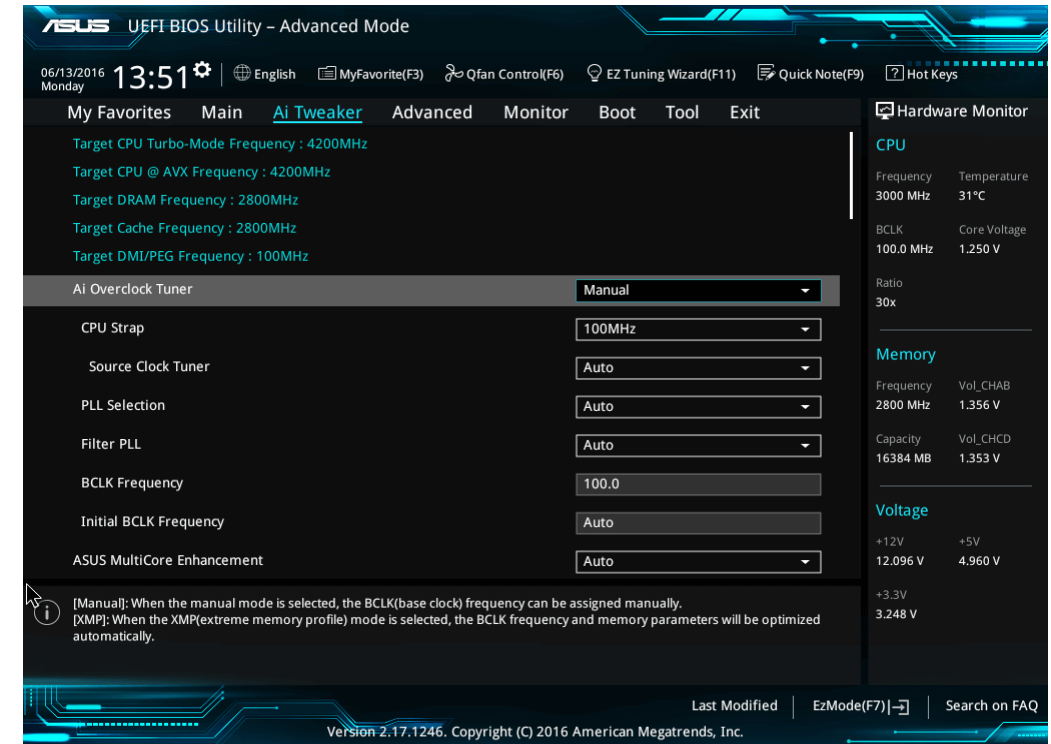 ASUS UEFI BIOS Utility – Advanced Mode
06/13/2016 Monday 13:51 English MyFavorite(F3) Qfan Control(F6) EZ Tuning Wizard(F11) Quick Note(F9) ? Hot Keys
My Favorites Main Ai Tweaker Advanced Monitor Boot Tool Exit
Target CPU Turbo-Mode Frequency : 4200MHz
Target CPU @ AVX Frequency : 4200MHz
Target DRAM Frequency : 2800MHz
Target Cache Frequency : 2800MHz
Target DMI/PEG Frequency : 100MHz
Ai Overclock Tuner Manual
CPU Strap 100MHz
Source Clock Tuner Auto
PLL Selection Auto
Filter PLL Auto
BCLK Frequency 100.0
Initial BCLK Frequency Auto
ASUS MultiCore Enhancement Auto
[Manual]: When the manual mode is selected, the BCLK(base clock) frequency can be assigned manually.
[XMP]: When the XMP(extreme memory profile) mode is selected, the BCLK frequency and memory parameters will be optimized
automatically.
Hardware Monitor
CPU
Frequency Temperature
3000 MHz 31°C
BCLK Core Voltage
100.0 MHz 1.250 V
Ratio
30x
Memory
Frequency Vol_CHAB
2800 MHz 1.356 V
Capacity Vol_CHCD
16384 MB 1.353 V
Voltage
+12V +5V
12.096 V 4.960 V
+3.3V
3.248 V
Last Modified EzMode(F7) Search on FAQ
Version 2.17.1246. Copyright (C) 2016 American Megatrends, Inc.